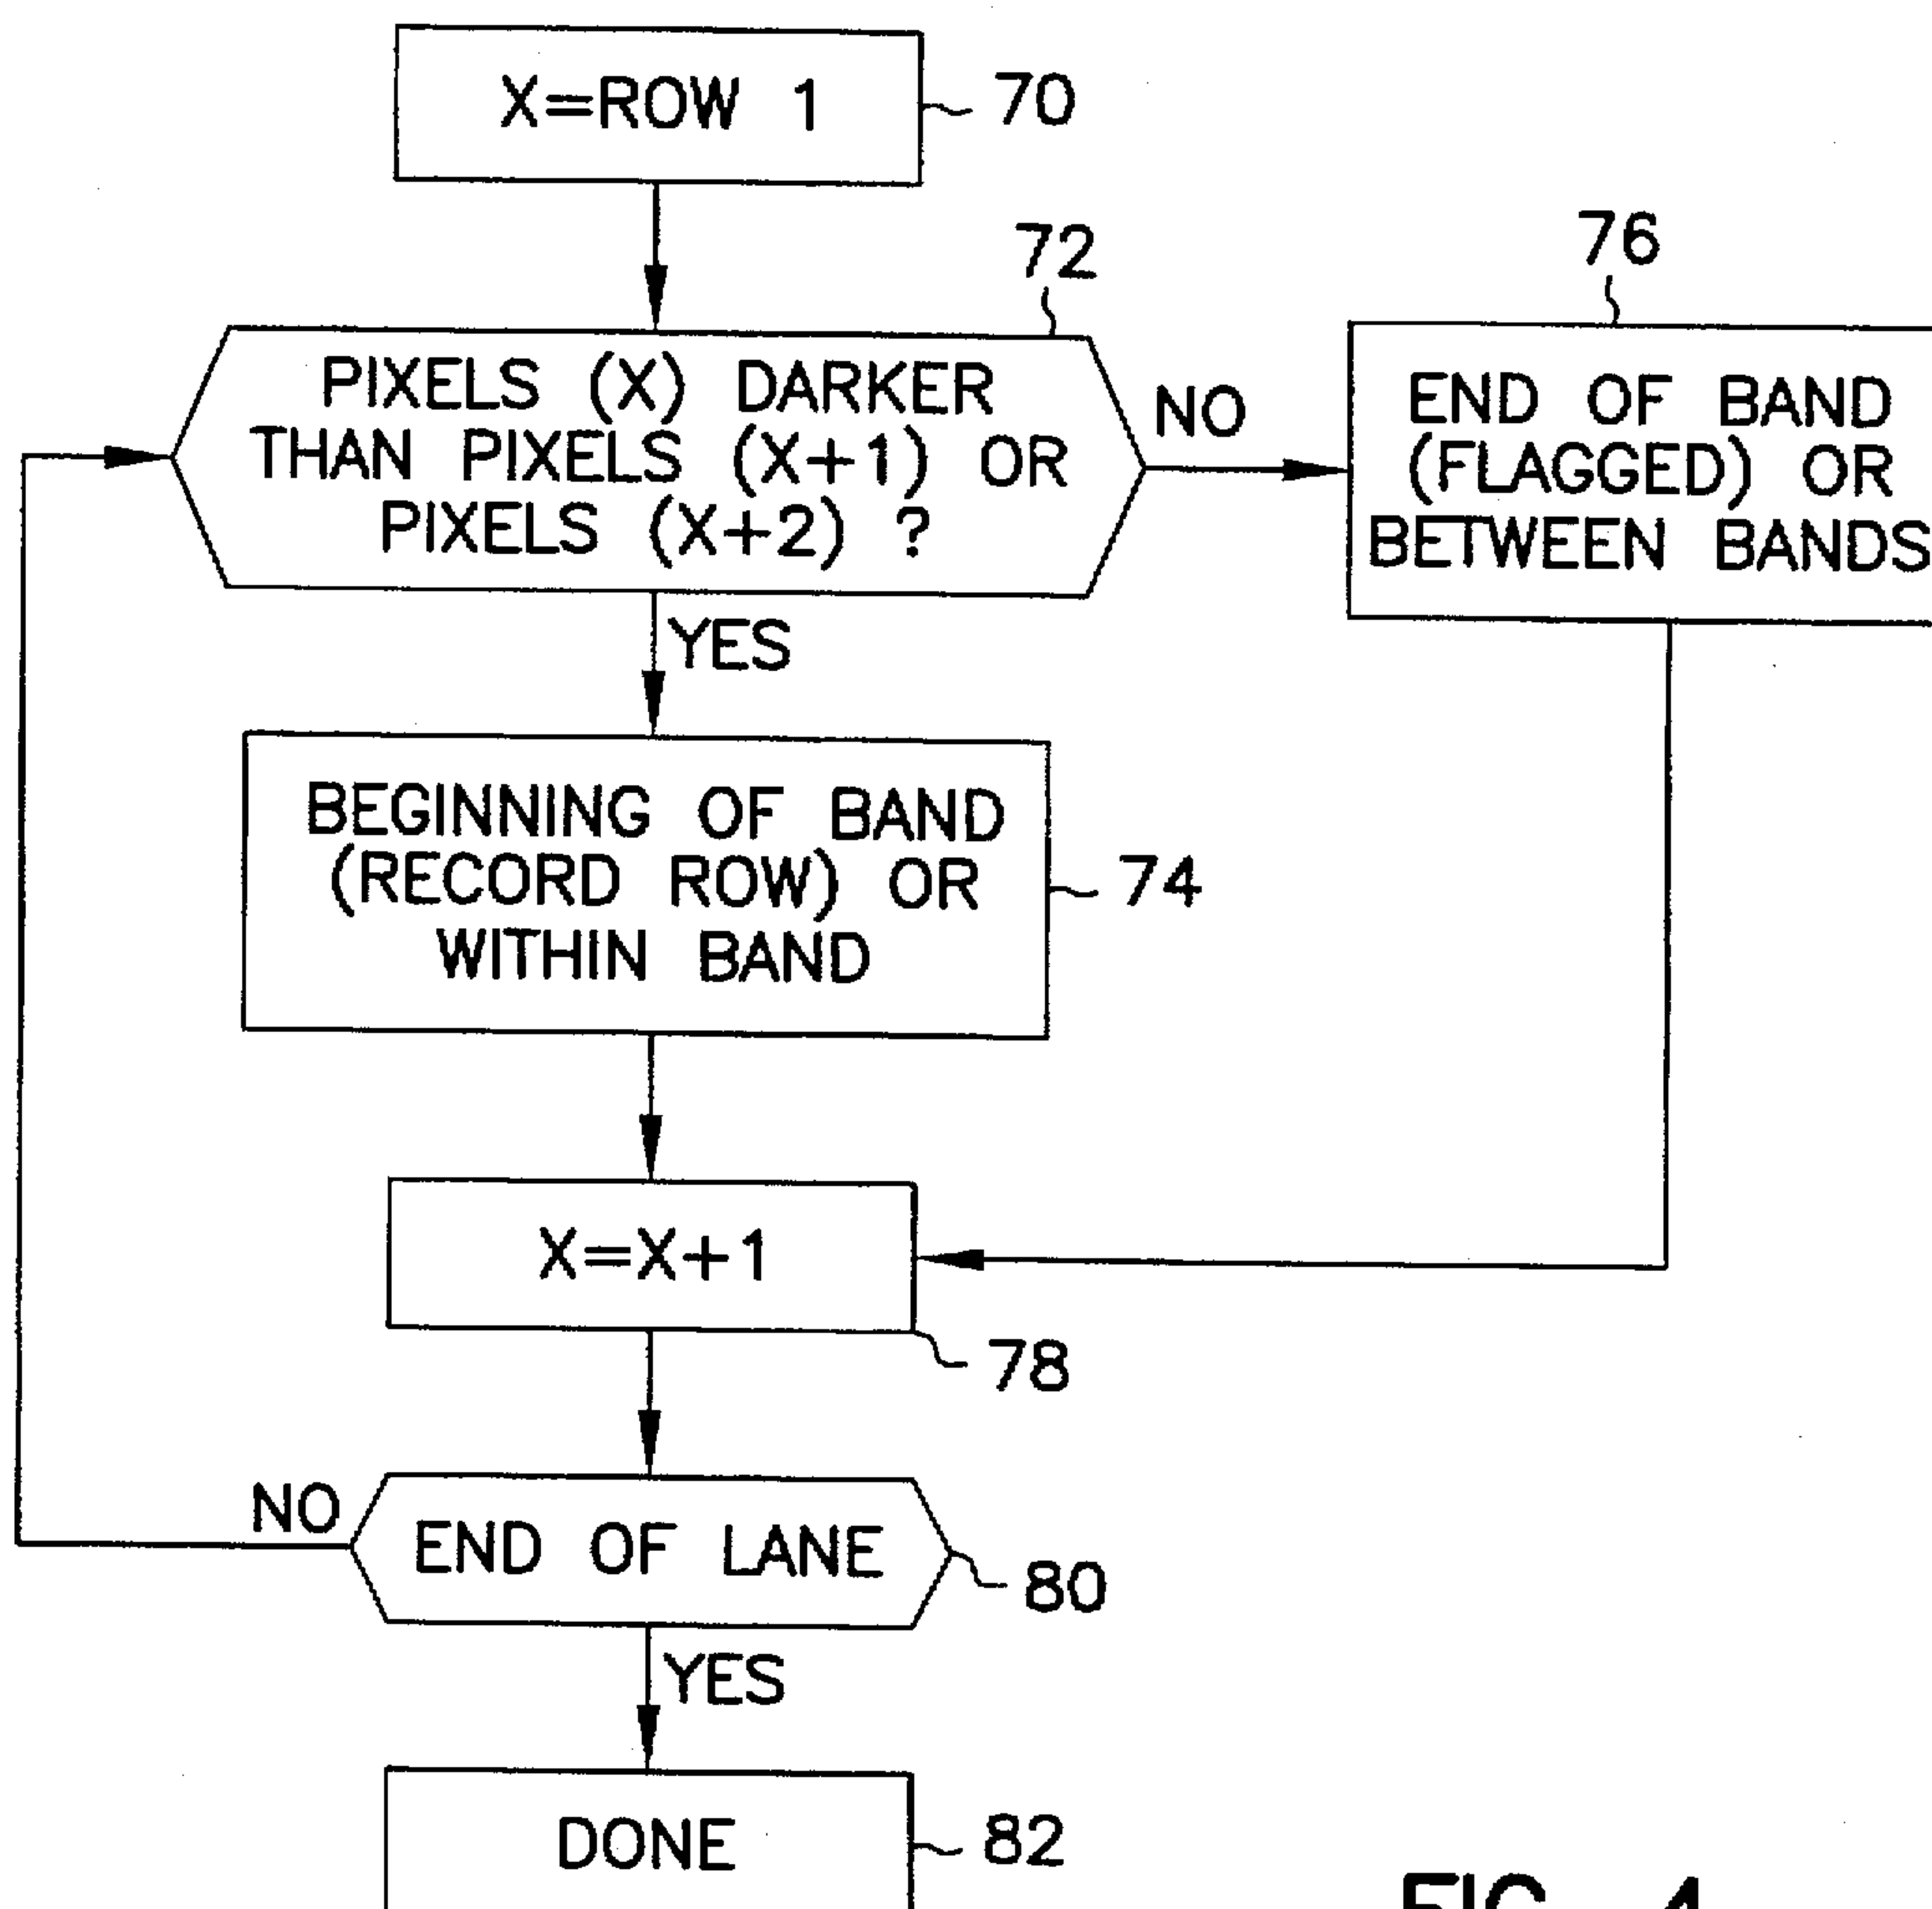 X=ROW 1
70
72
76
PIXELS (X) DARKER
THAN PIXELS (X+1) OR
PIXELS (X+2) ?
NO
END OF BAND
(FLAGGED) OR
BETWEEN BANDS
YES
BEGINNING OF BAND
(RECORD ROW) OR
WITHIN BAND
74
X=X+1
78
NO
END OF LANE
80
YES
DONE
82